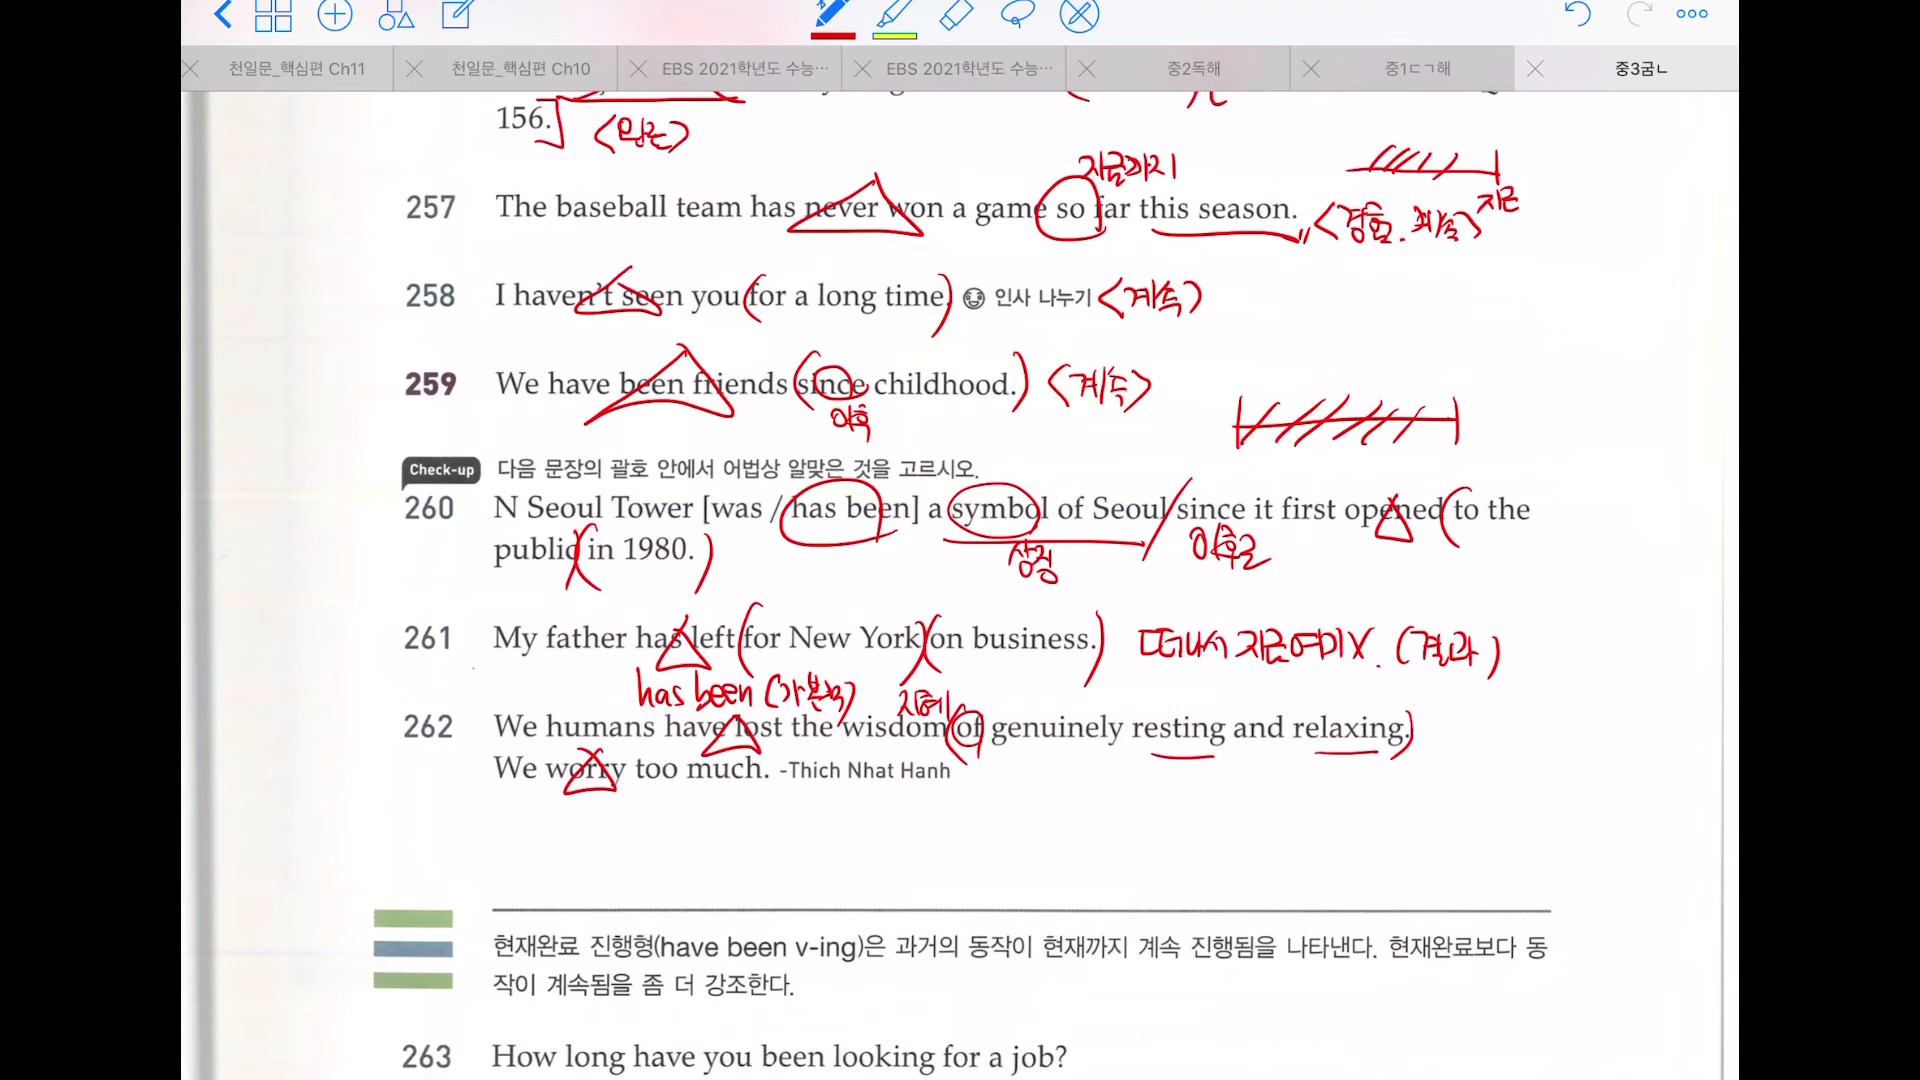 천일문_핵심편 Ch11
천일문_핵심편 Ch10
EBS 2021학년도 수능…
EBS 2021학년도 수능…
중2독해
중1ㄷㄱ해
중3굼ㄴ
156.
<완료>
지금까지
257 The baseball team has never won a game so far this season.
지금
258 I haven't seen you for a long time. 인사 나누기 <계속>
259 We have been friends since childhood. <계속>
이후
Check-up 다음 문장의 괄호 안에서 어법상 알맞은 것을 고르시오.
260 N Seoul Tower [was / has been] a symbol of Seoul since it first opened to the
public in 1980.
상징
이후로
261 My father has left for New York on business. 떠나서 지금 여기 X. (결과)
has been
지혜
262 We humans have lost the wisdom of genuinely resting and relaxing.
We worry too much. -Thich Nhat Hanh
현재완료 진행형(have been v-ing)은 과거의 동작이 현재까지 계속 진행됨을 나타낸다. 현재완료보다 동
작이 계속됨을 좀 더 강조한다.
263 How long have you been looking for a job?